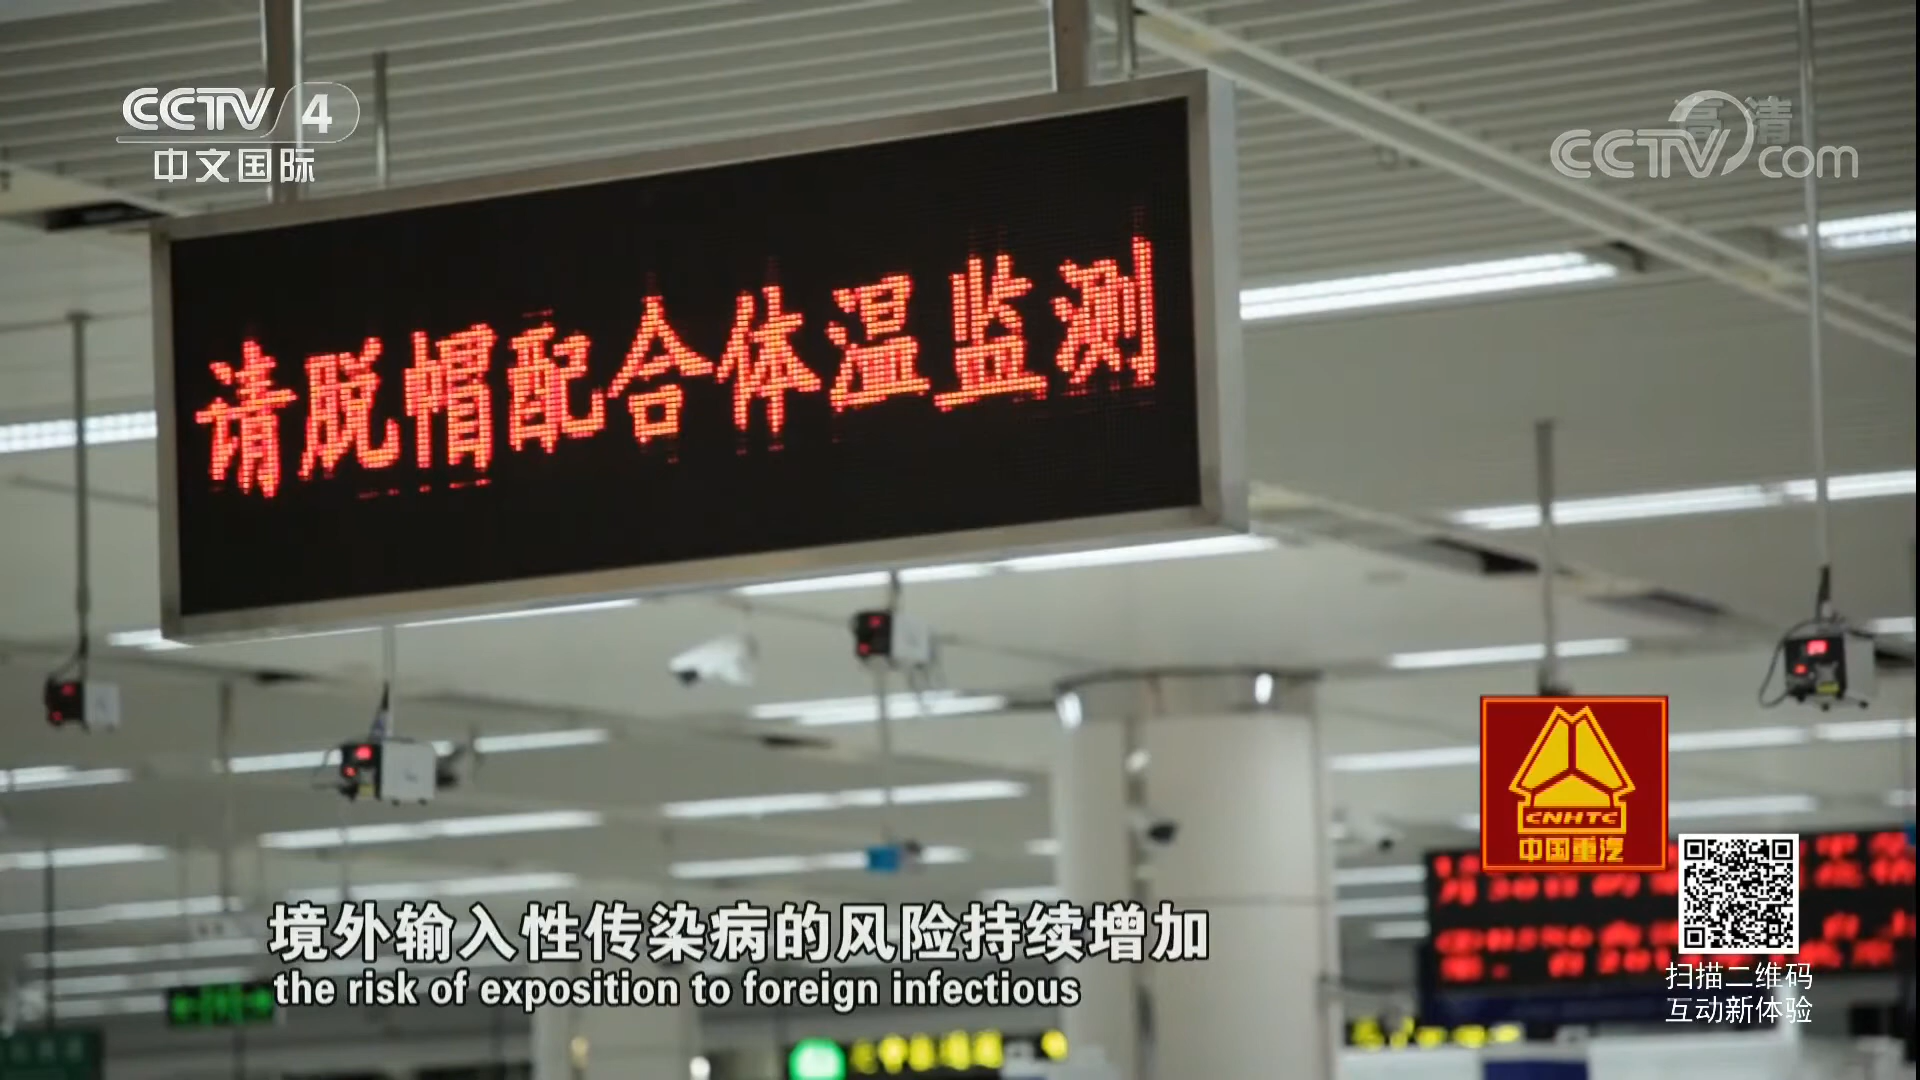 CCTV 4
中文国际
高清
CCTV.com
请脱帽配合体温监测
CNHTC
中国重汽
境外输入性传染病的风险持续增加
the risk of exposition to foreign infectious
扫描二维码
互动新体验